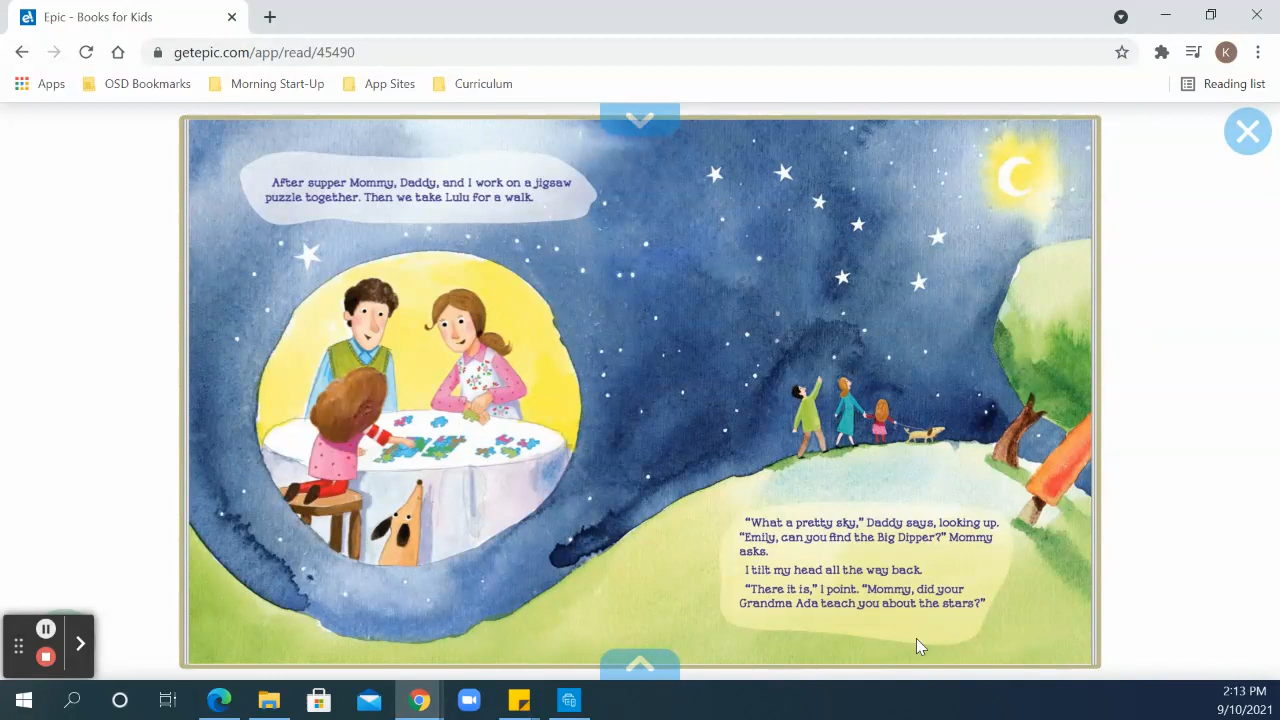 Epic - Books for Kids
getepic.com/app/read/45490
K
Apps
OSD Bookmarks
Morning Start-Up
App Sites
Curriculum
Reading list
After supper Mommy, Daddy, and I work on a jigsaw
puzzle together. Then we take Lulu for a walk.
“What a pretty sky,” Daddy says, looking up.
“Emily, can you find the Big Dipper?” Mommy
asks.
I tilt my head all the way back.
“There it is,” I point. “Mommy, did your
Grandma Ada teach you about the stars?”
2:13 PM
9/10/2021